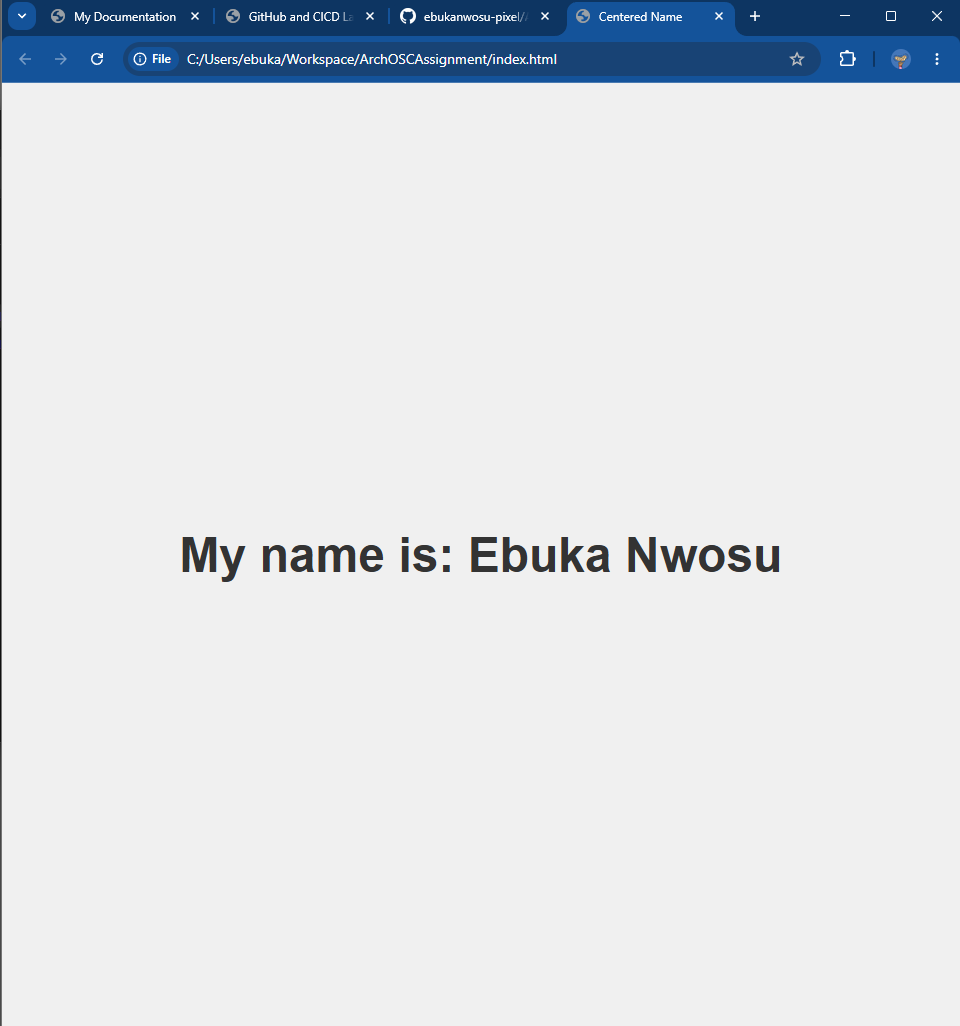 My Documentation
GitHub and CICD La
ebukanwosu-pixel/
Centered Name
File
C:/Users/ebuka/Workspace/ArchOSCAssignment/index.html
My name is: Ebuka Nwosu